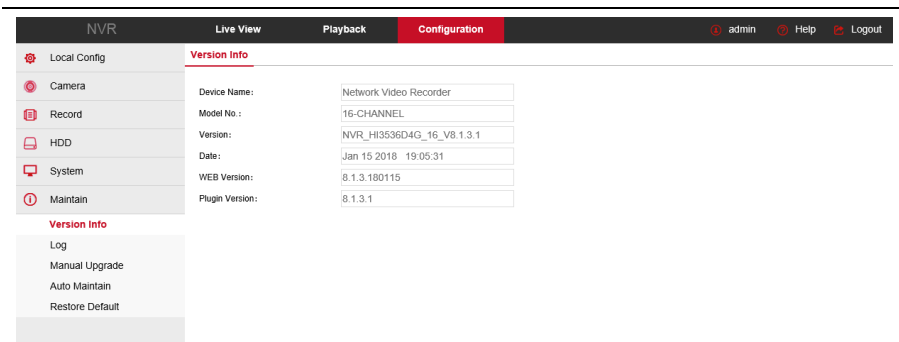 NVR Live View Playback Configuration admin Help Logout
Local Config
Camera
Record
HDD
System
Maintain
Version Info
Log
Manual Upgrade
Auto Maintain
Restore Default
Version Info
Device Name: Network Video Recorder
Model No.: 16-CHANNEL
Version: NVR_HI3536D4G_16_V8.1.3.1
Date: Jan 15 2018 19:05:31
WEB Version: 8.1.3.180115
Plugin Version: 8.1.3.1